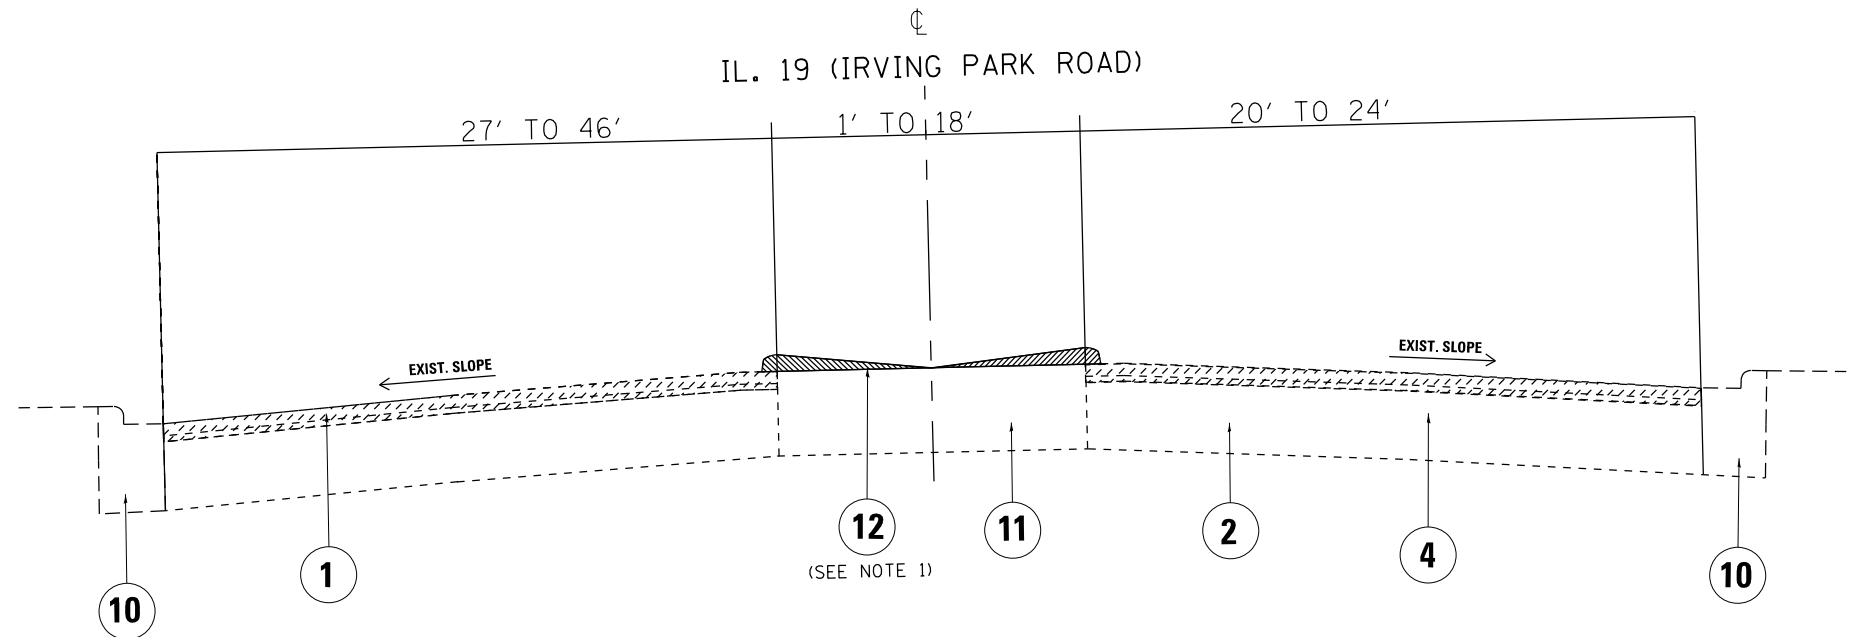 ℄
IL. 19 (IRVING PARK ROAD)
27' TO 46'
1' TO 18'
20' TO 24'
EXIST. SLOPE
EXIST. SLOPE
12
11
2
4
1
10
10
(SEE NOTE 1)